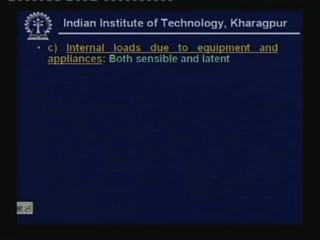 Indian Institute of Technology, Kharagpur
• c) Internal loads due to equipment and
appliances: Both sensible and latent